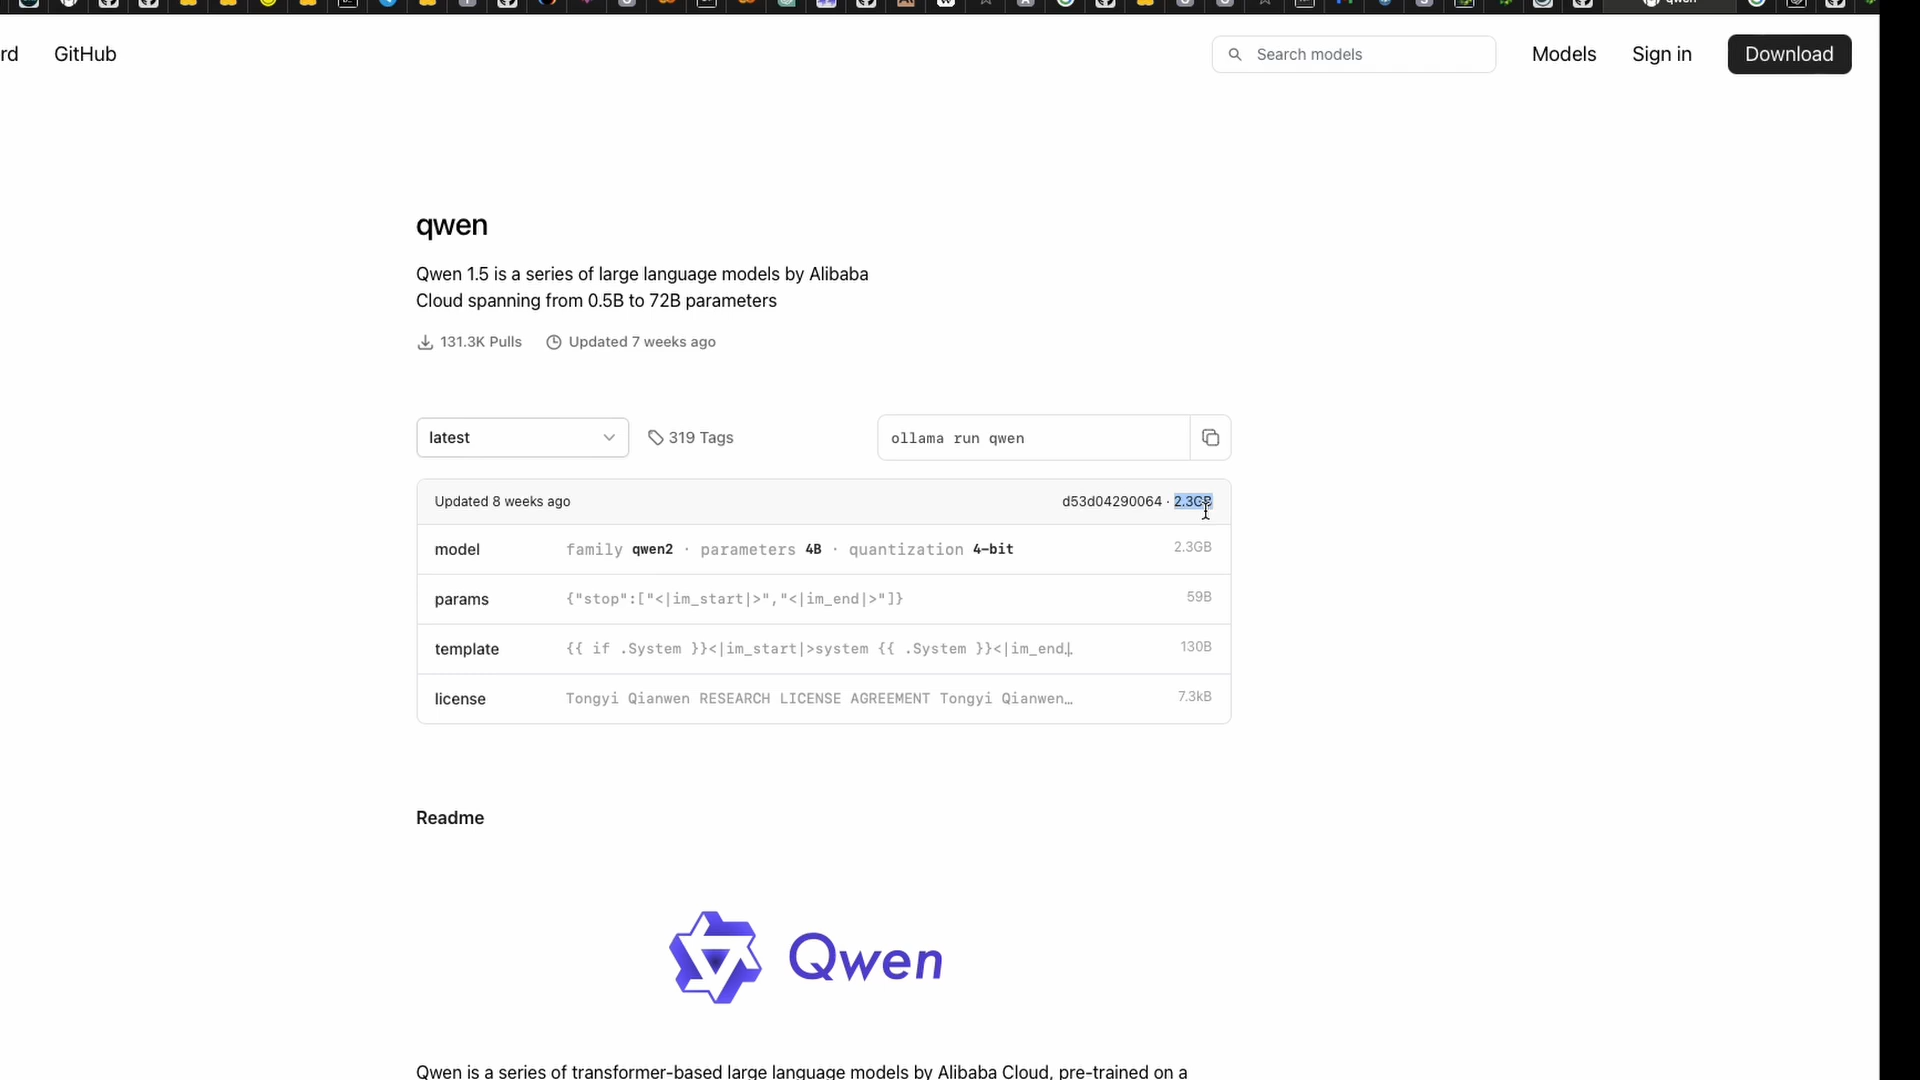 rd GitHub Search models Models Sign in Download
qwen
Qwen 1.5 is a series of large language models by Alibaba
Cloud spanning from 0.5B to 72B parameters
131.3K Pulls Updated 7 weeks ago
latest 319 Tags ollama run qwen
Updated 8 weeks ago d53d04290064 · 2.3GB
model family qwen2 · parameters 4B · quantization 4-bit 2.3GB
params {"stop":["<|im_start|>","<|im_end|>"]} 59B
template {{ if .System }}<|im_start|>system {{ .System }}<|im_end… 130B
license Tongyi Qianwen RESEARCH LICENSE AGREEMENT Tongyi Qianwen… 7.3kB
Readme
Qwen
Qwen is a series of transformer-based large language models by Alibaba Cloud, pre-trained on a